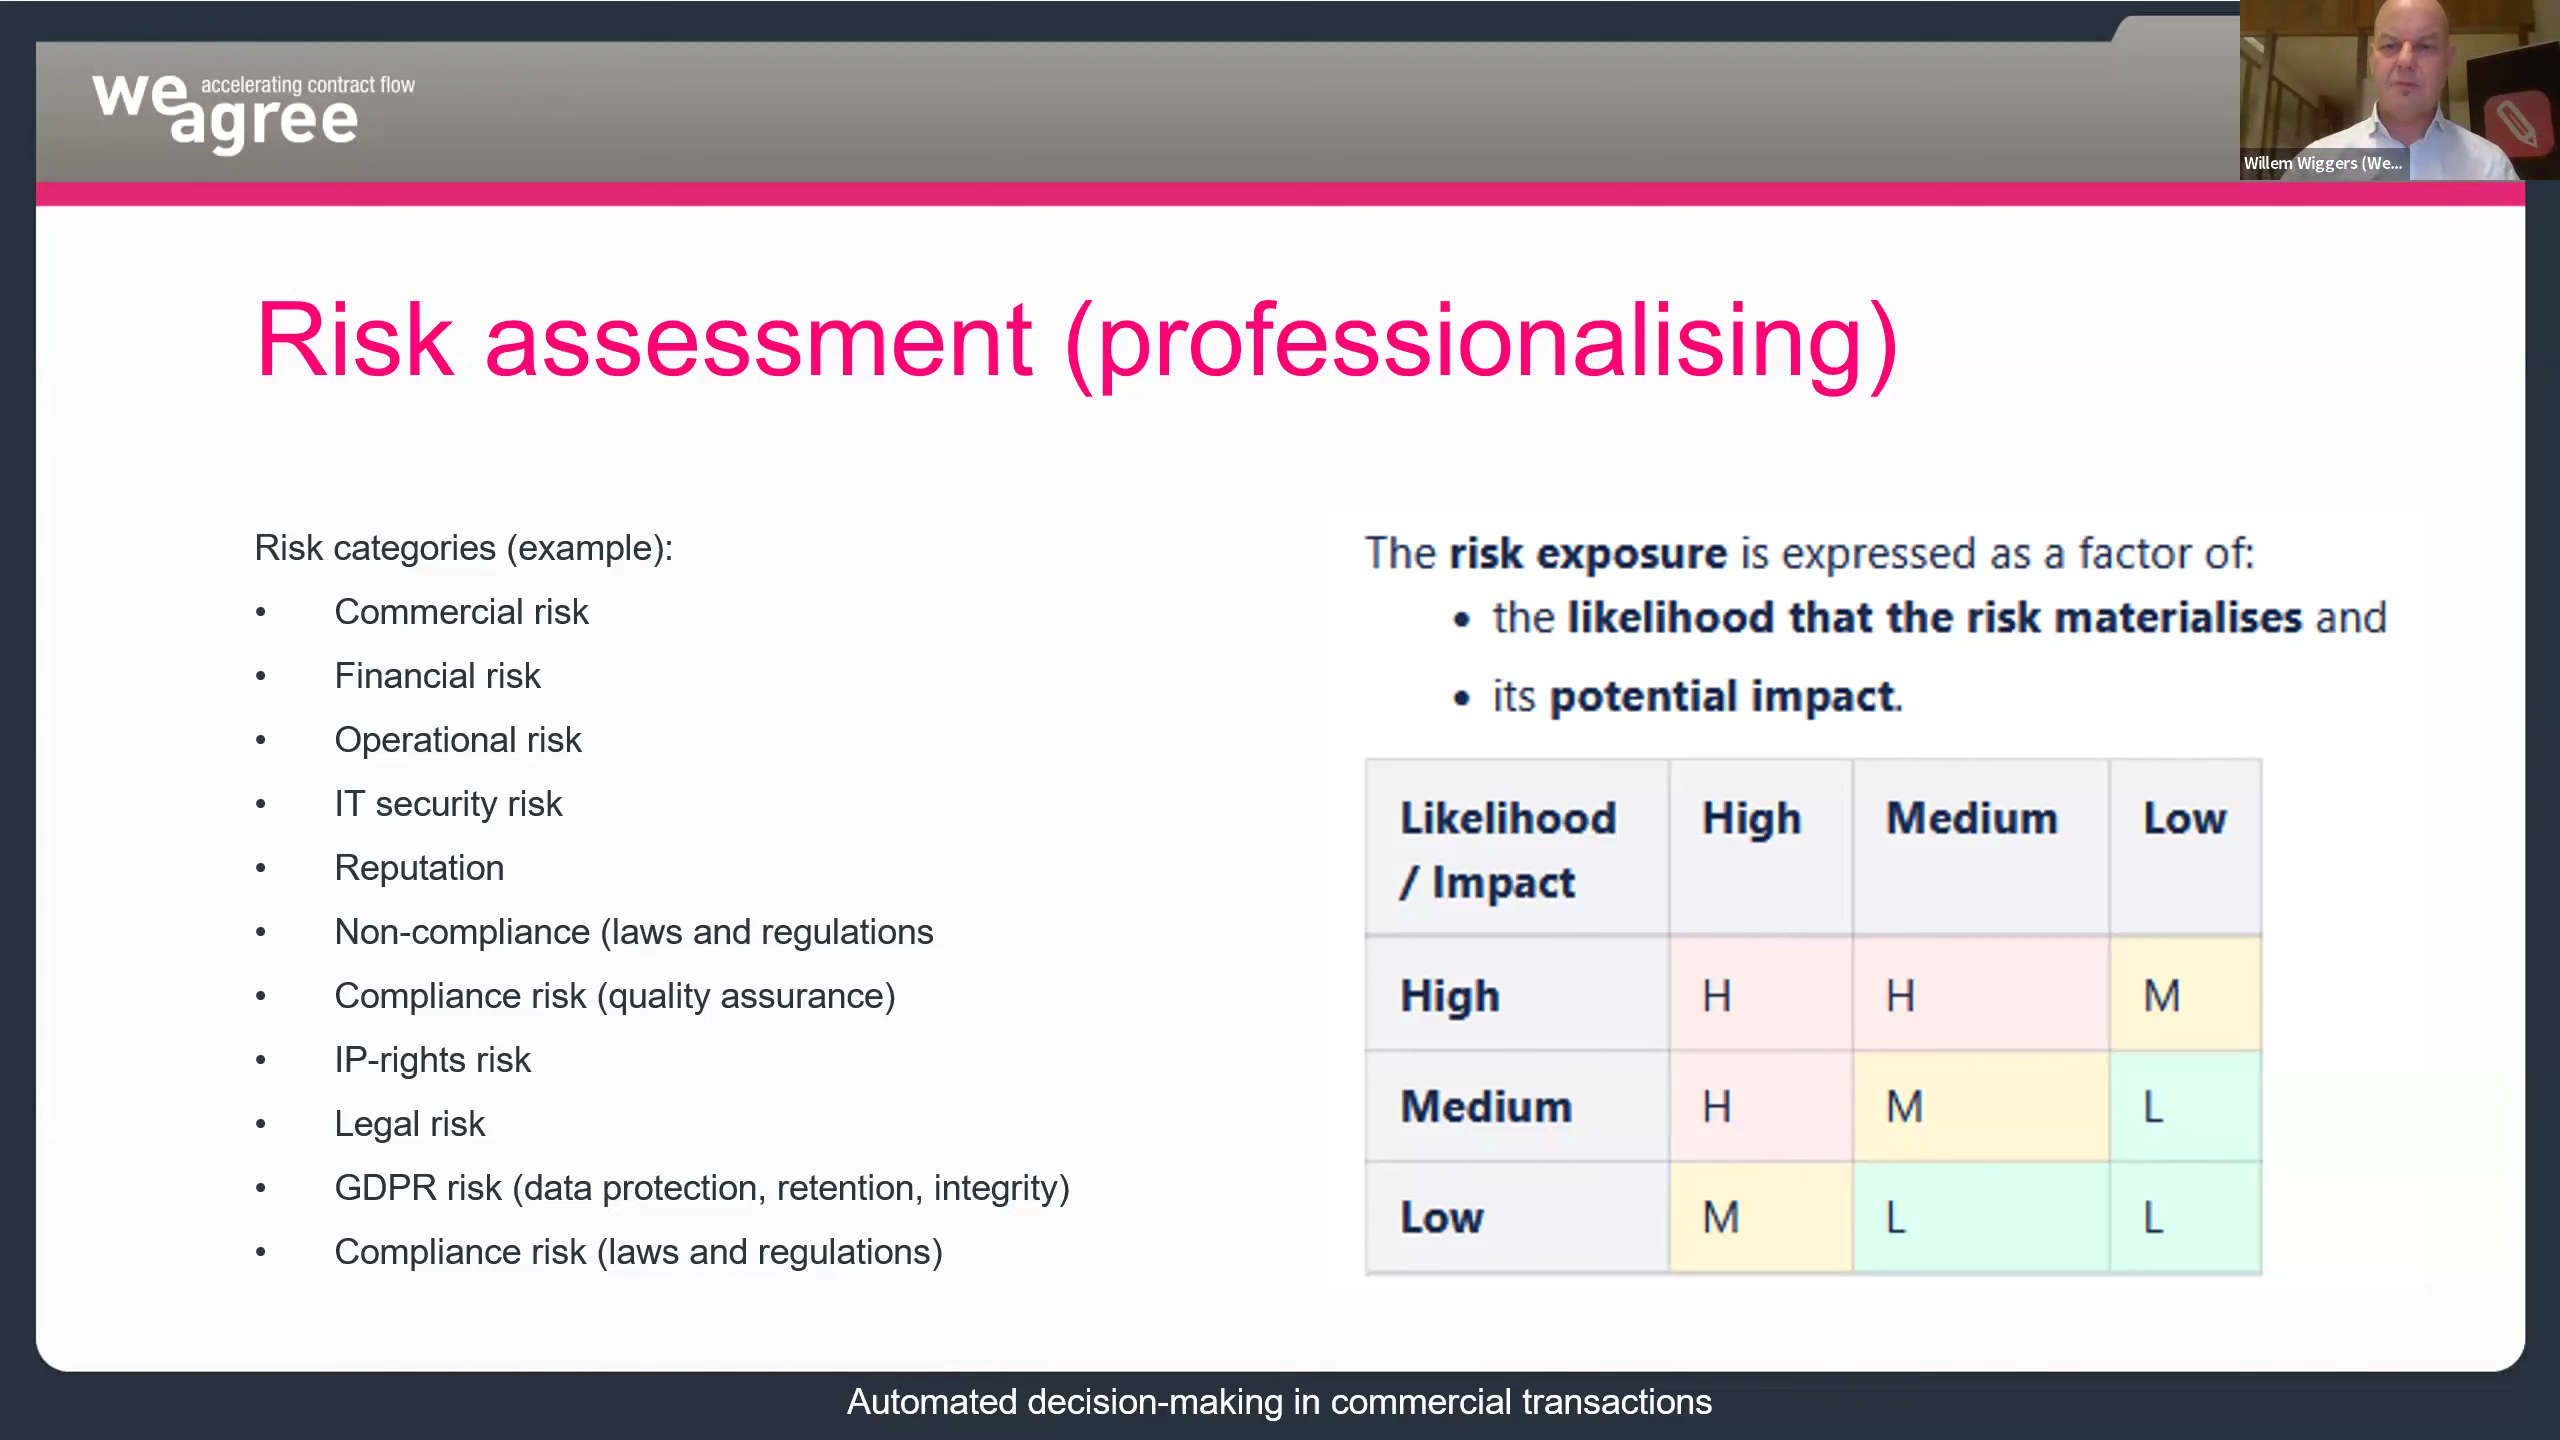 we accelerating contract flow
agree
Willem Wiggers (We...
Risk assessment (professionalising)
Risk categories (example):
• Commercial risk
• Financial risk
• Operational risk
• IT security risk
• Reputation
• Non-compliance (laws and regulations
• Compliance risk (quality assurance)
• IP-rights risk
• Legal risk
• GDPR risk (data protection, retention, integrity)
• Compliance risk (laws and regulations)
The risk exposure is expressed as a factor of:
• the likelihood that the risk materialises and
• its potential impact.
Likelihood / Impact High Medium Low
High H H M
Medium H M L
Low M L L
Automated decision-making in commercial transactions